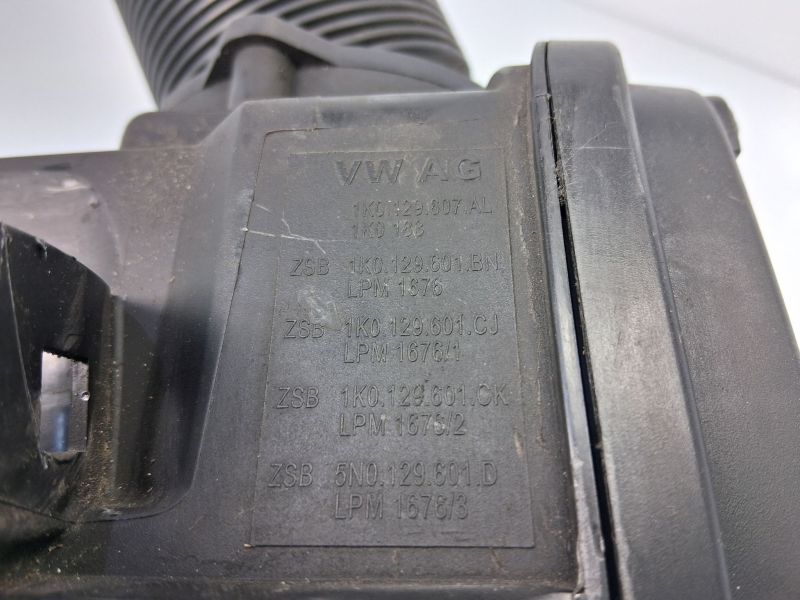 VW AG
1K0.129.607.AL
1K0 183
ZSB 1K0.129.601.BN
LPM 1676
ZSB 1K0.129.601.CJ
LPM 1676/1
ZSB 1K0.129.601.CK
LPM 1676/2
ZSB 5N0.129.601.D
LPM 1676/3